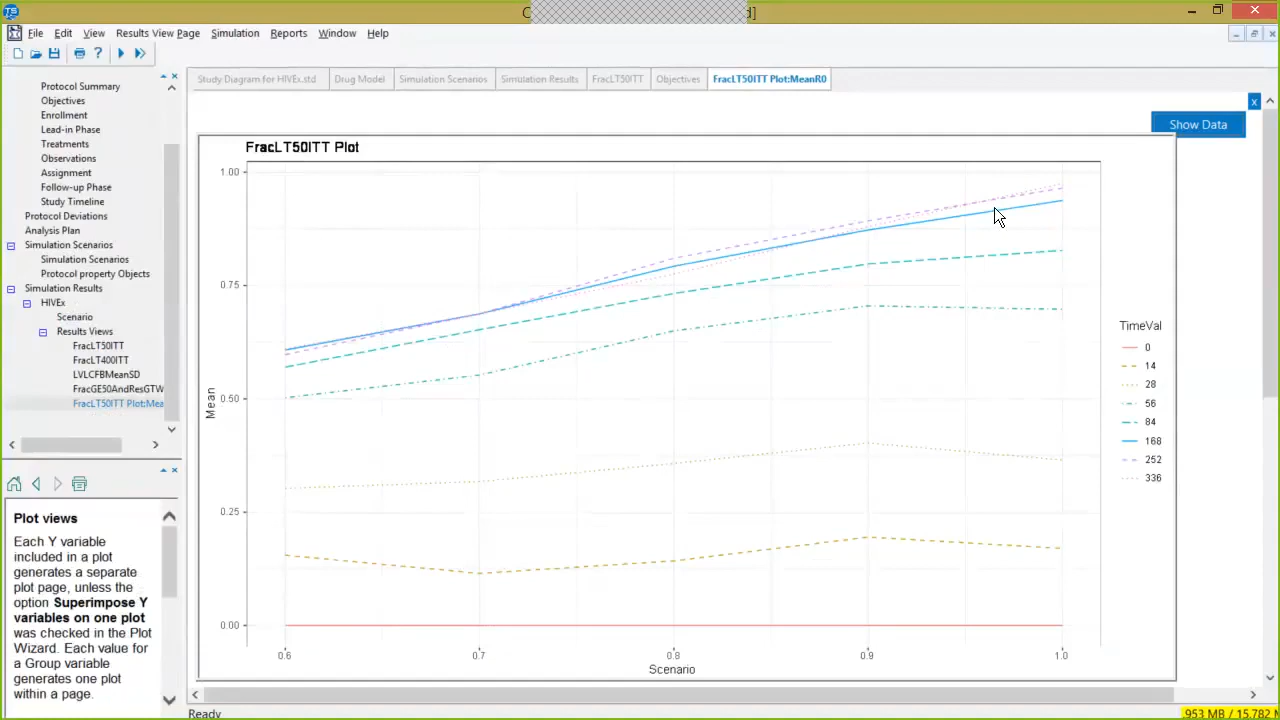 TS
C
d]
File Edit View Results View Page Simulation Reports Window Help
Study Diagram for HIVEx.std Drug Model Simulation Scenarios Simulation Results FracLT50ITT Objectives FracLT50ITT Plot:MeanR0
x
Show Data
Protocol Summary
Objectives
Enrollment
Lead-in Phase
Treatments
Observations
Assignment
Follow-up Phase
Study Timeline
Protocol Deviations
Analysis Plan
Simulation Scenarios
Simulation Scenarios
Protocol property Objects
Simulation Results
HIVEx
Scenario
Results Views
FracLT50ITT
FracLT400ITT
LVLCFBMeanSD
FracGE50AndResGTW
FracLT50ITT Plot:Mea
Plot views
Each Y variable
included in a plot
generates a separate
plot page, unless the
option Superimpose Y
variables on one plot
was checked in the Plot
Wizard. Each value for
a Group variable
generates one plot
within a page.
FracLT50ITT Plot
1.00
0.75
0.50
0.25
0.00
Mean
0.6 0.7 0.8 0.9 1.0
Scenario
TimeVal
0
14
28
56
84
168
252
336
Ready
953 MB / 15,782 M